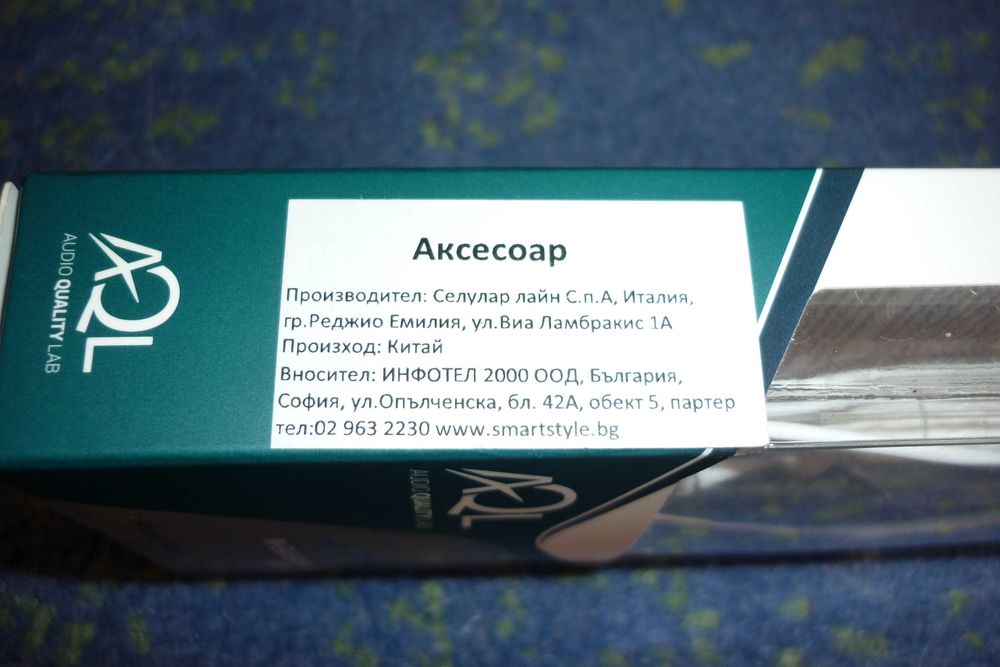 AQL
AUDIO QUALITY LAB
Аксесоар
Производител: Селулар лайн С.п.А, Италия,
гр.Реджио Емилия, ул.Виа Ламбракис 1А
Произход: Китай
Вносител: ИНФОТЕЛ 2000 ООД, България,
София, ул.Опълченска, бл. 42А, обект 5, партер
тел:02 963 2230 www.smartstyle.bg
AQL
AUDIO QUALITY